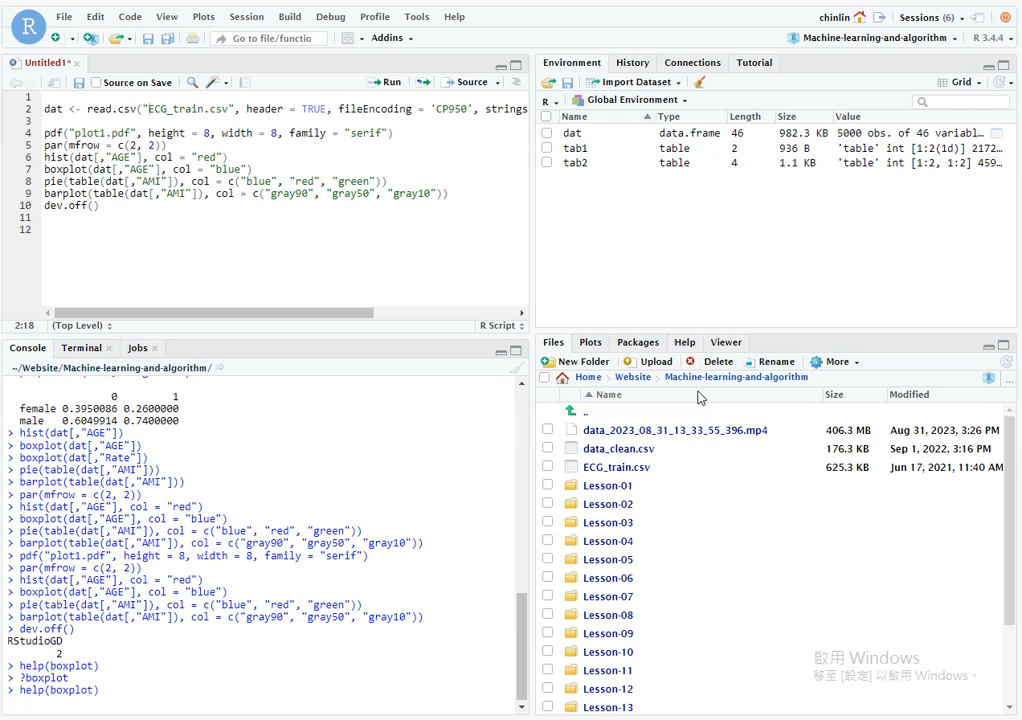 File Edit Code View Plots Session Build Debug Profile Tools Help
chinlin Sessions (6)
Go to file/functio Addins
Machine-learning-and-algorithm R 3.4.4
Untitled1*
Source on Save Run Source
1
2 dat <- read.csv("ECG_train.csv", header = TRUE, fileEncoding = 'CP950', strings
3
4 pdf("plot1.pdf", height = 8, width = 8, family = "serif")
5 par(mfrow = c(2, 2))
6 hist(dat[,"AGE"], col = "red")
7 boxplot(dat[,"AGE"], col = "blue")
8 pie(table(dat[,"AMI"]), col = c("blue", "red", "green"))
9 barplot(table(dat[,"AMI"]), col = c("gray90", "gray50", "gray10"))
10 dev.off()
11
12
2:18 (Top Level) R Script
Console Terminal Jobs
~/Website/Machine-learning-and-algorithm/
0 1
female 0.3950086 0.2600000
male 0.6049914 0.7400000
> hist(dat[,"AGE"])
> boxplot(dat[,"AGE"])
> boxplot(dat[,"Rate"])
> pie(table(dat[,"AMI"]))
> barplot(table(dat[,"AMI"]))
> par(mfrow = c(2, 2))
> hist(dat[,"AGE"], col = "red")
> boxplot(dat[,"AGE"], col = "blue")
> pie(table(dat[,"AMI"]), col = c("blue", "red", "green"))
> barplot(table(dat[,"AMI"]), col = c("gray90", "gray50", "gray10"))
> pdf("plot1.pdf", height = 8, width = 8, family = "serif")
> par(mfrow = c(2, 2))
> hist(dat[,"AGE"], col = "red")
> boxplot(dat[,"AGE"], col = "blue")
> pie(table(dat[,"AMI"]), col = c("blue", "red", "green"))
> barplot(table(dat[,"AMI"]), col = c("gray90", "gray50", "gray10"))
> dev.off()
RStudioGD
2
> help(boxplot)
> ?boxplot
> help(boxplot)
Environment History Connections Tutorial
Import Dataset Grid
R Global Environment
Name Type Length Size Value
dat data.frame 46 982.3 KB 5000 obs. of 46 variabl…
tab1 table 2 936 B 'table' int [1:2(1d)] 2172…
tab2 table 4 1.1 KB 'table' int [1:2, 1:2] 459…
Files Plots Packages Help Viewer
New Folder Upload Delete Rename More
Home Website Machine-learning-and-algorithm ...
Name Size Modified
..
data_2023_08_31_13_33_55_396.mp4 406.3 MB Aug 31, 2023, 3:26 PM
data_clean.csv 176.3 KB Sep 1, 2022, 3:16 PM
ECG_train.csv 625.3 KB Jun 17, 2021, 11:40 AM
Lesson-01
Lesson-02
Lesson-03
Lesson-04
Lesson-05
Lesson-06
Lesson-07
Lesson-08
Lesson-09
Lesson-10
Lesson-11
Lesson-12
Lesson-13
啟用 Windows
移至 [設定] 以啟用 Windows。